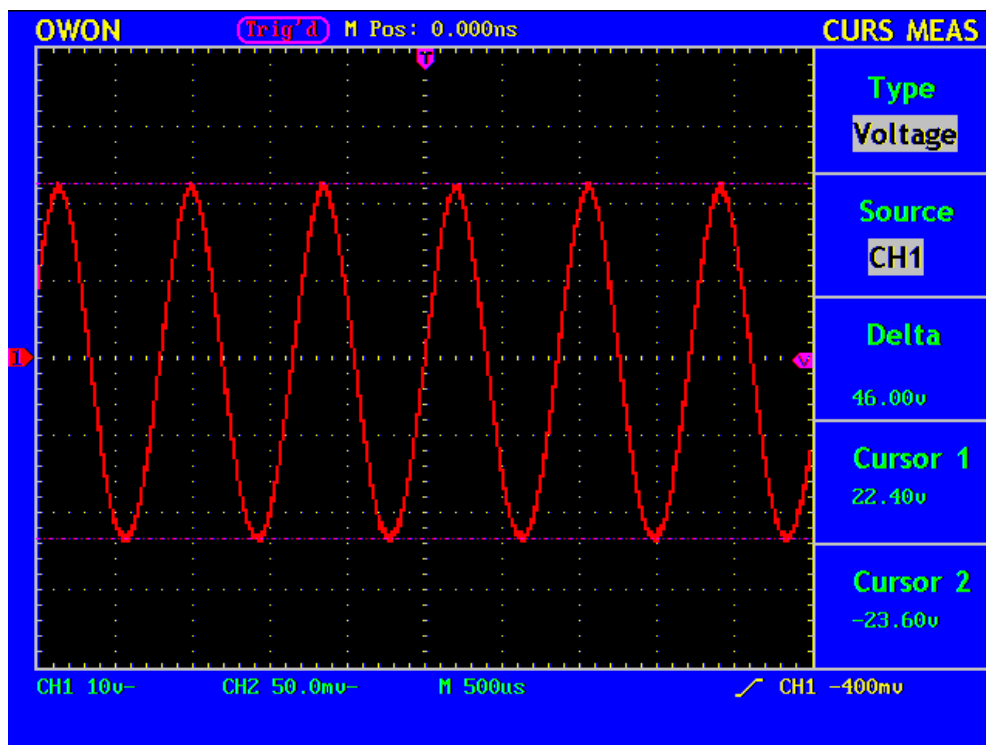 OWON Trig'd M Pos: 0.000ns CURS MEAS
T
Type
Voltage
Source
CH1
Delta
46.00v
Cursor 1
22.40v
Cursor 2
-23.60v
1
V
CH1 10v- CH2 50.0mv- M 500us CH1 -400mv